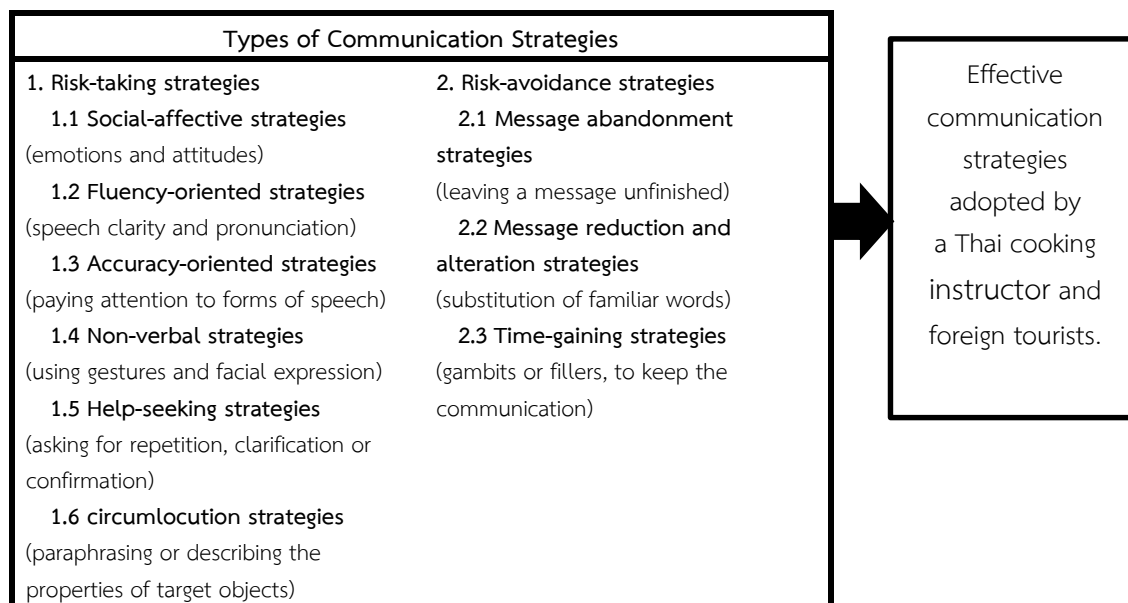 Types of Communication Strategies
1. Risk-taking strategies
1.1 Social-affective strategies
(emotions and attitudes)
1.2 Fluency-oriented strategies
(speech clarity and pronunciation)
1.3 Accuracy-oriented strategies
(paying attention to forms of speech)
1.4 Non-verbal strategies
(using gestures and facial expression)
1.5 Help-seeking strategies
(asking for repetition, clarification or
confirmation)
1.6 circumlocution strategies
(paraphrasing or describing the
properties of target objects)
2. Risk-avoidance strategies
2.1 Message abandonment
strategies
(leaving a message unfinished)
2.2 Message reduction and
alteration strategies
(substitution of familiar words)
2.3 Time-gaining strategies
(gambits or fillers, to keep the
communication)
Effective
communication
strategies
adopted by
a Thai cooking
instructor and
foreign tourists.